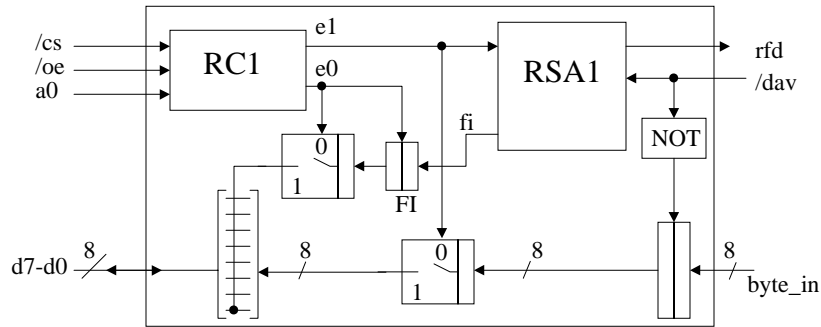 /cs
/oe
a0
RC1
e1
e0
RSA1
rfd
/dav
fi
NOT
0
1
FI
8
d7-d0
8
0
1
8
8
byte_in